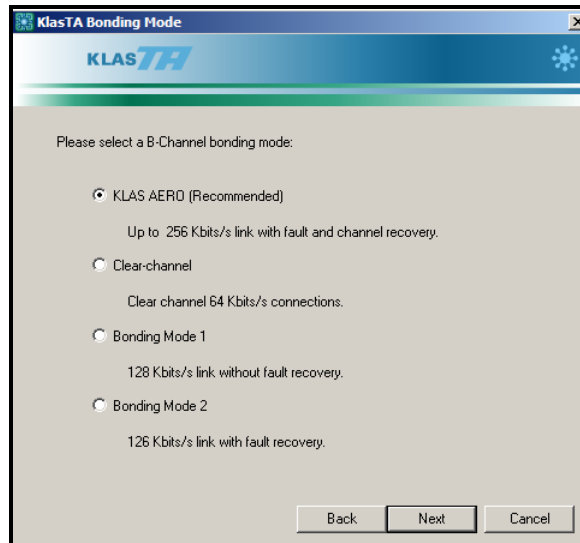 KlasTA Bonding Mode
KLAS TA
Please select a B-Channel bonding mode:
KLAS AERO (Recommended)
Up to 256 Kbits/s link with fault and channel recovery.
Clear-channel
Clear channel 64 Kbits/s connections.
Bonding Mode 1
128 Kbits/s link without fault recovery.
Bonding Mode 2
126 Kbits/s link with fault recovery.
Back Next Cancel